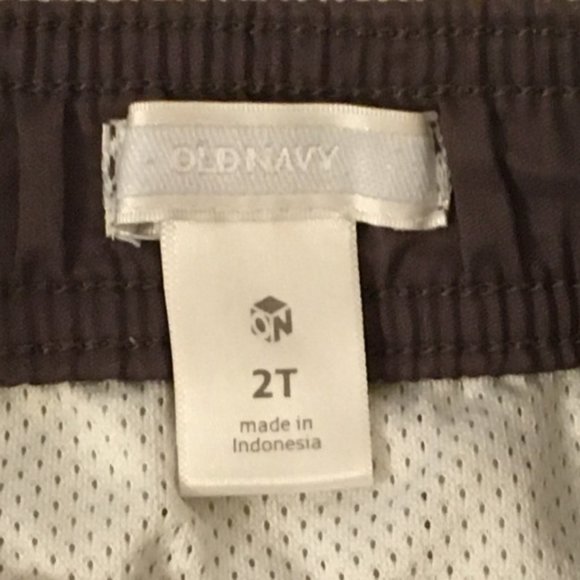 OLD NAVY
ON
2T
made in
Indonesia